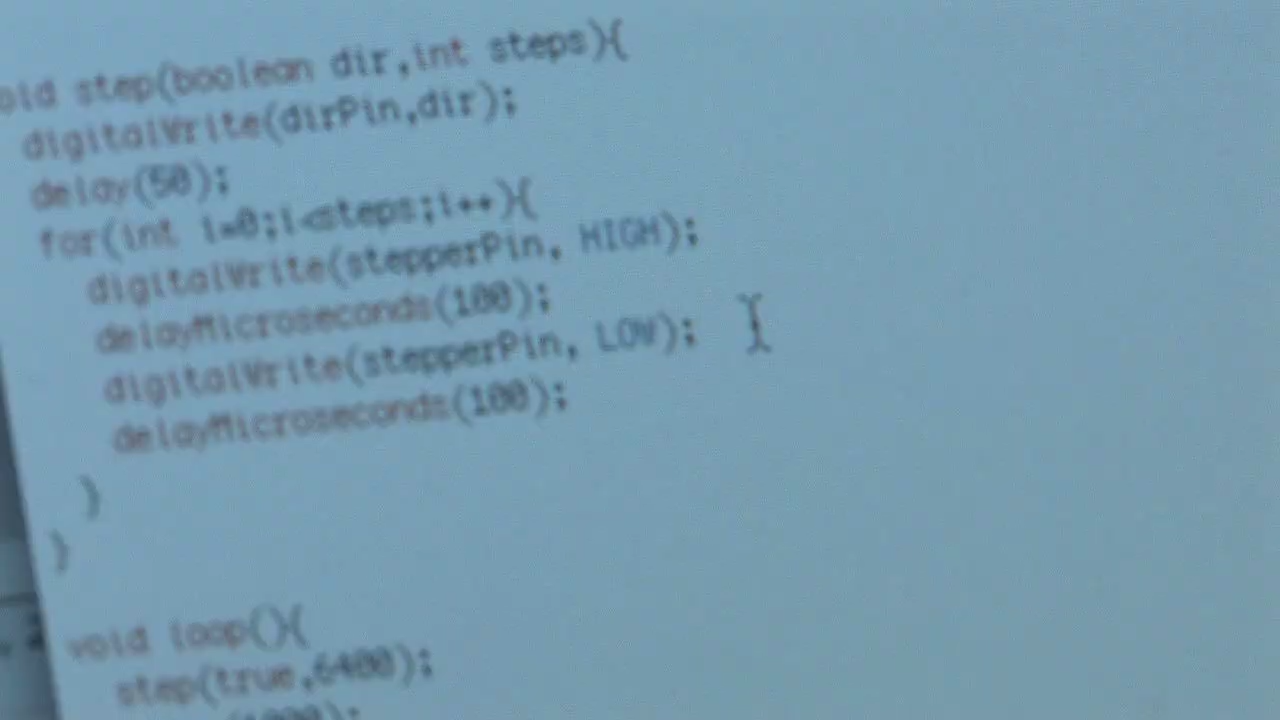 oid step(boolean dir,int steps){
digitalWrite(dirPin,dir);
delay(50);
for(int i=0;i<steps;i++){
digitalWrite(stepperPin, HIGH);
delayMicroseconds(100);
digitalWrite(stepperPin, LOW);
delayMicroseconds(100);
}
}
void loop(){
step(true,6400);